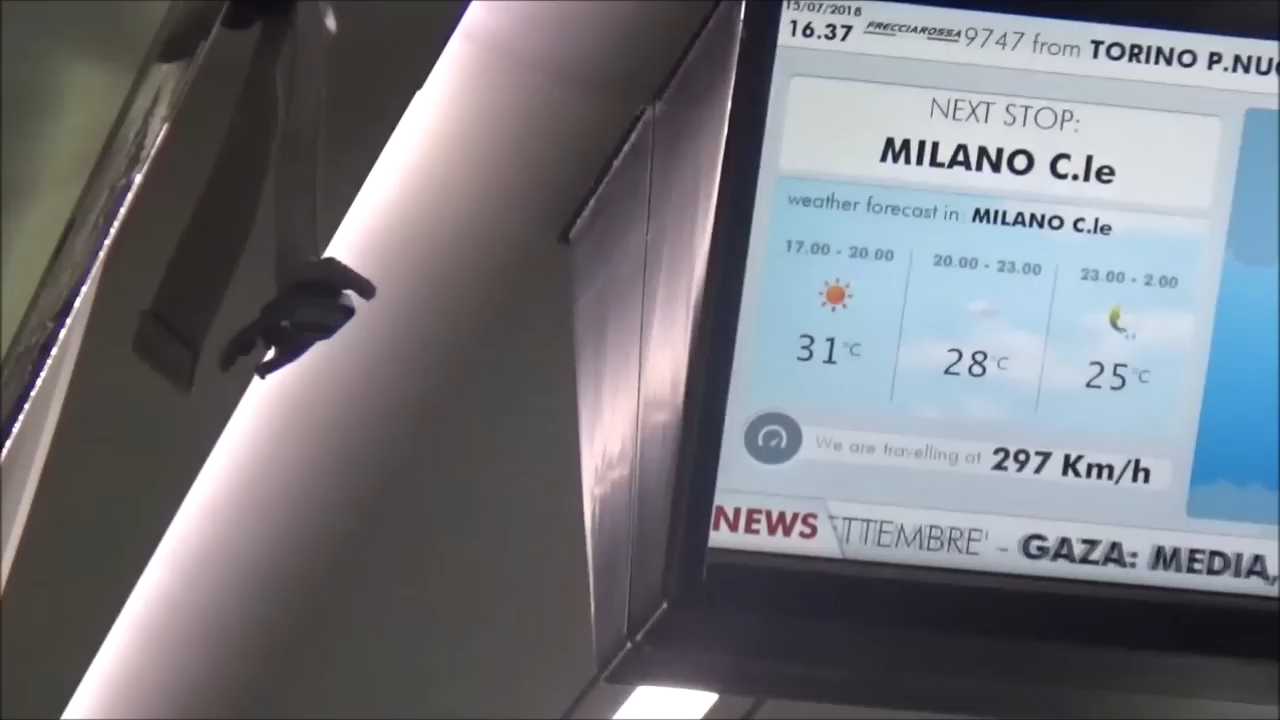 15/07/2018
16.37 FRECCIAROSSA 9747 from TORINO P.NUO
NEXT STOP:
MILANO C.le
weather forecast in MILANO C.le
17.00 - 20.00 20.00 - 23.00 23.00 - 2.00
31°C 28°C 25°C
We are travelling at 297 Km/h
NEWS ETTEMBRE' - GAZA: MEDIA,